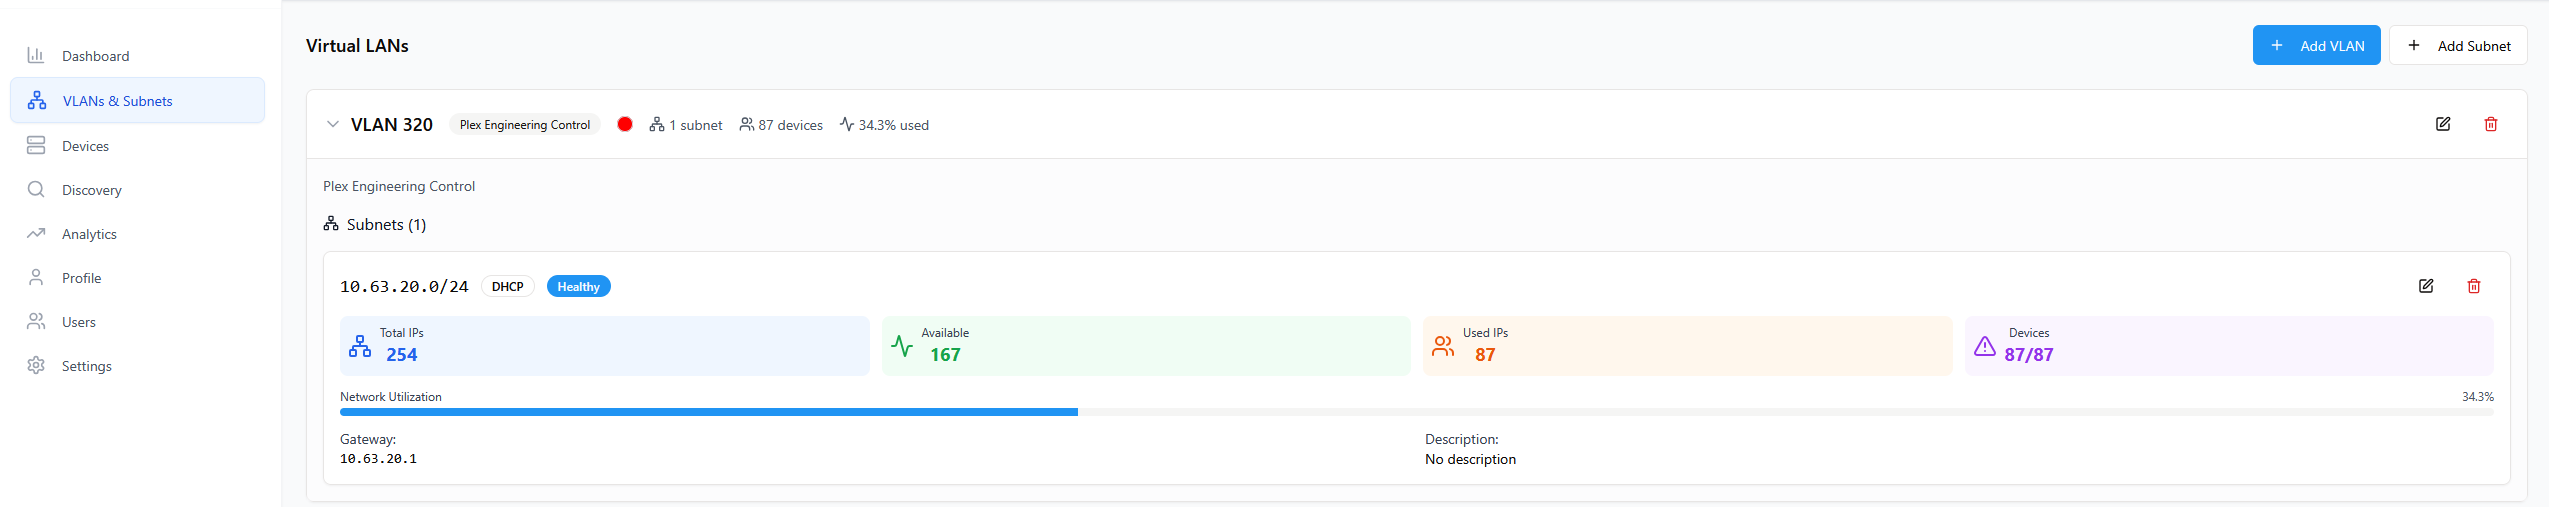 Dashboard
VLANs & Subnets
Devices
Discovery
Analytics
Profile
Users
Settings
Virtual LANs
Add VLAN
Add Subnet
VLAN 320 Plex Engineering Control 1 subnet 87 devices 34.3% used
Plex Engineering Control
Subnets (1)
10.63.20.0/24 DHCP Healthy
Total IPs
254
Available
167
Used IPs
87
Devices
87/87
Network Utilization 34.3%
Gateway:
10.63.20.1
Description:
No description